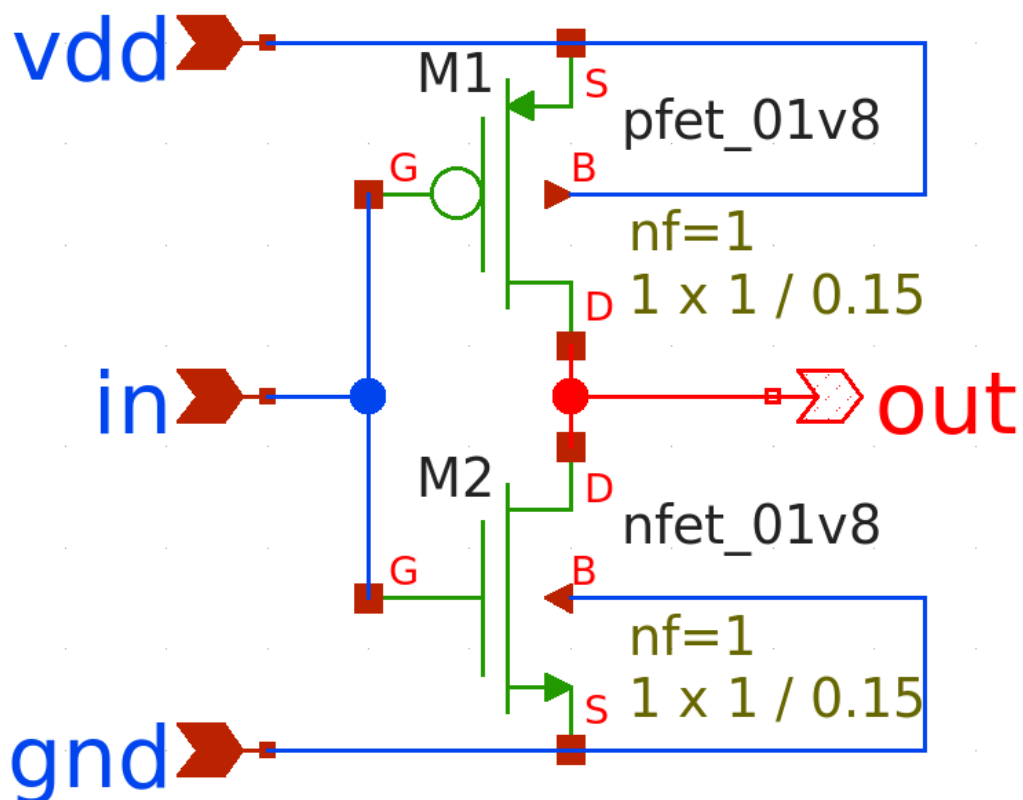 vdd
M1
S
pfet_01v8
G
B
nf=1
1 x 1 / 0.15
D
in
out
M2
D
nfet_01v8
G
B
nf=1
1 x 1 / 0.15
S
gnd